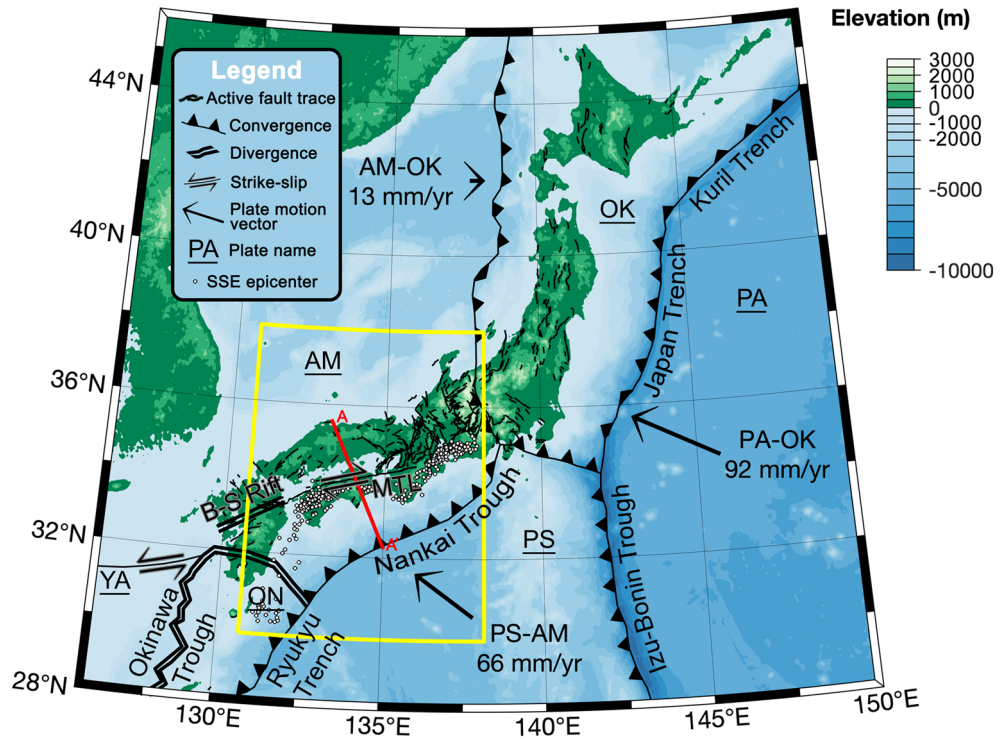 Elevation (m)
3000
2000
1000
0
-1000
-2000
-5000
-10000
44°N
40°N
36°N
32°N
28°N
130°E
135°E
140°E
145°E
150°E
Legend
Active fault trace
Convergence
Divergence
Strike-slip
Plate motion
vector
PA Plate name
SSE epicenter
AM-OK
13 mm/yr
OK
Kuril Trench
Japan Trench
PA
AM
A
PA-OK
92 mm/yr
B-S Rift
MTL
A'
Nankai Trough
PS
Izu-Bonin Trough
YA
ON
Okinawa
Trough
Ryukyu
Trench
PS-AM
66 mm/yr